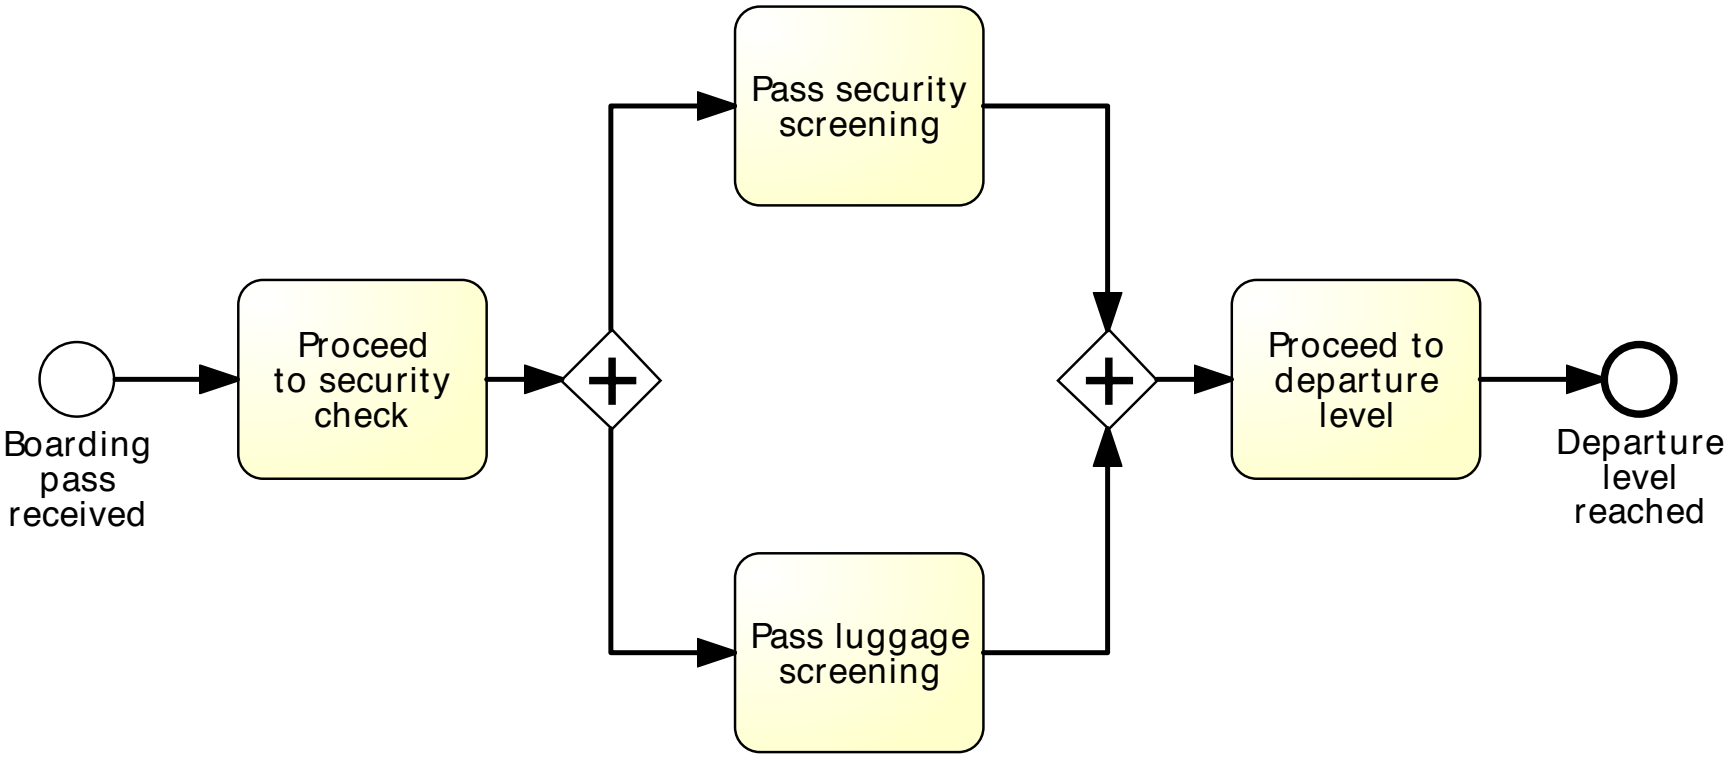 Boarding
pass
received
Proceed
to security
check
Pass security
screening
Pass luggage
screening
Proceed to
departure
level
Departure
level
reached